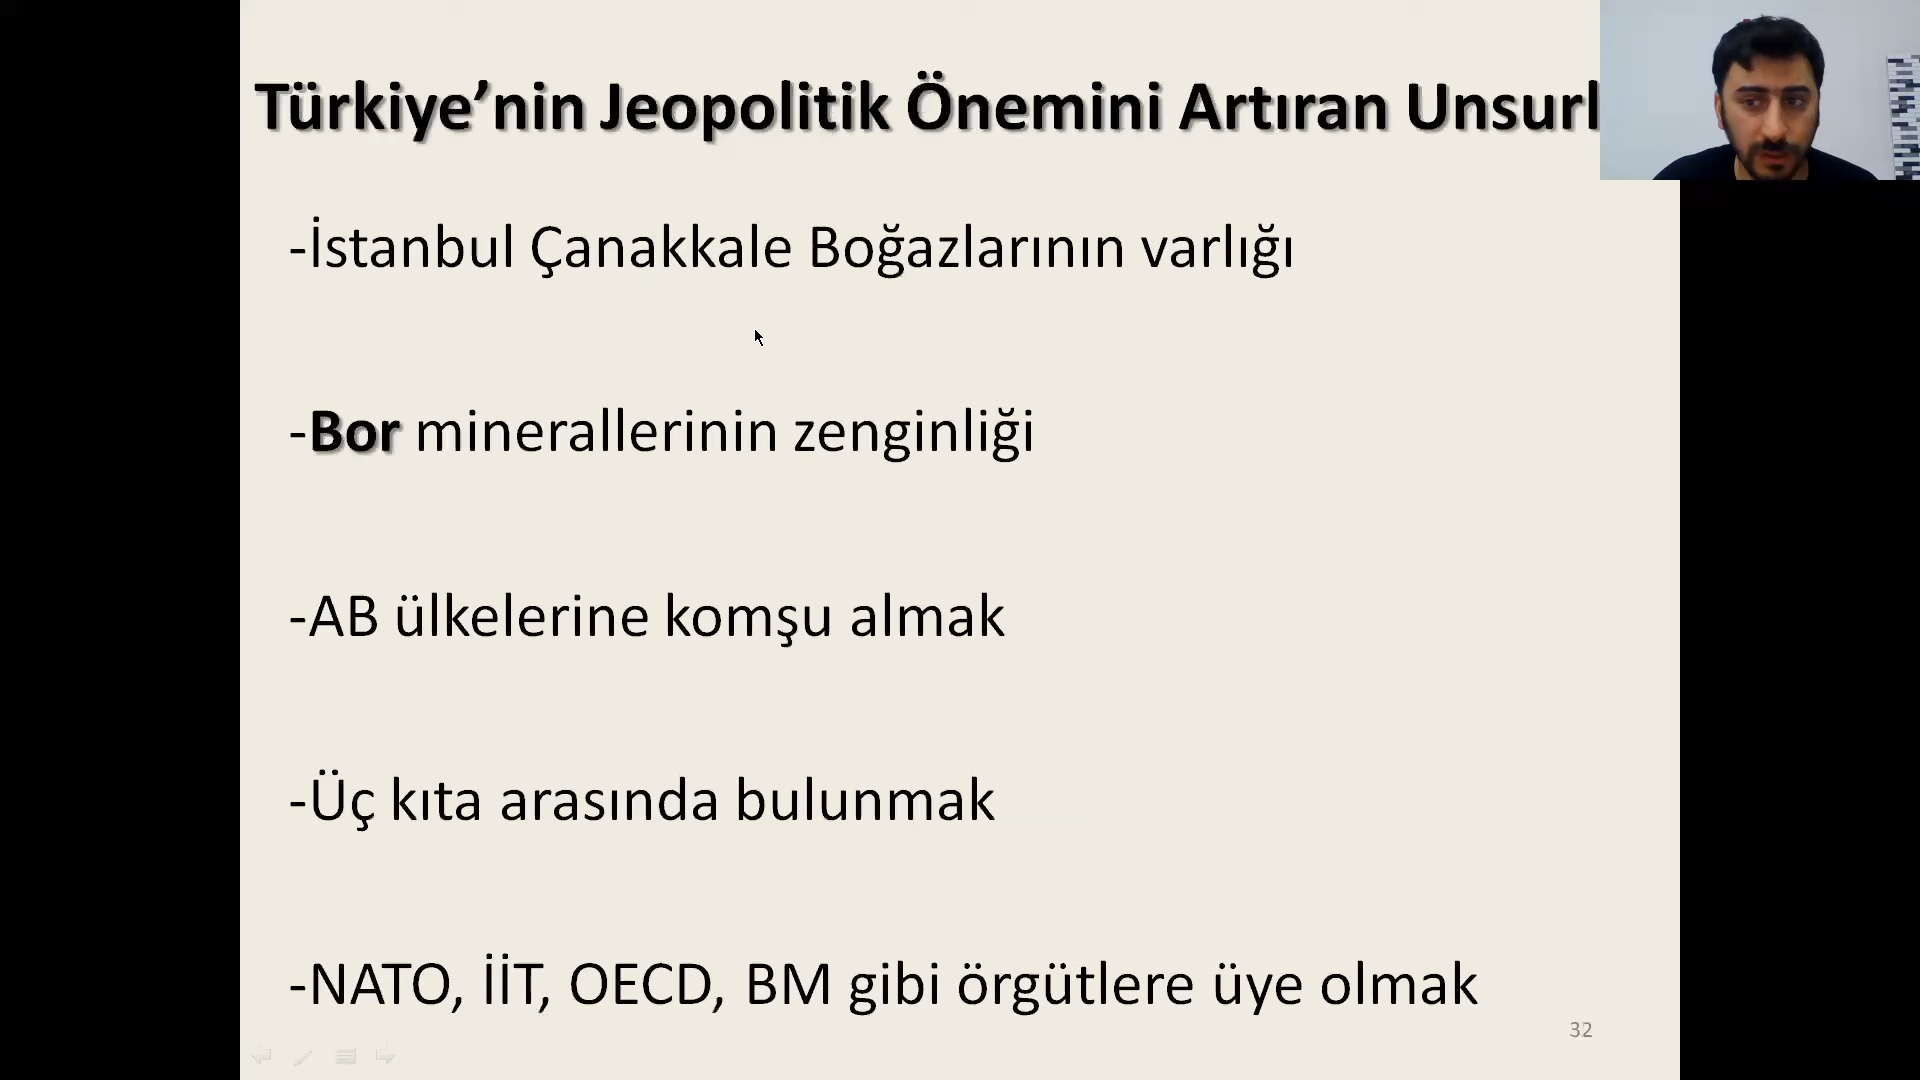 Türkiye’nin Jeopolitik Önemini Artıran
-İstanbul Çanakkale Boğazlarının varlığı
-Bor minerallerinin zenginliği
-AB ülkelerine komşu almak
-Üç kıta arasında bulunmak
-NATO, İİT, OECD, BM gibi örgütlere üye olmak
32